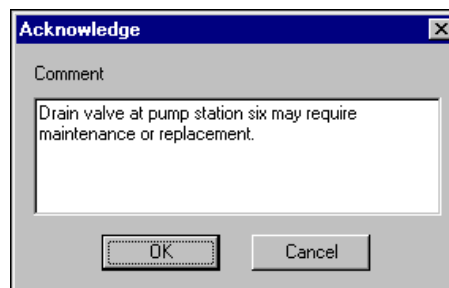 Acknowledge
Comment
Drain valve at pump station six may require
maintenance or replacement.
OK
Cancel